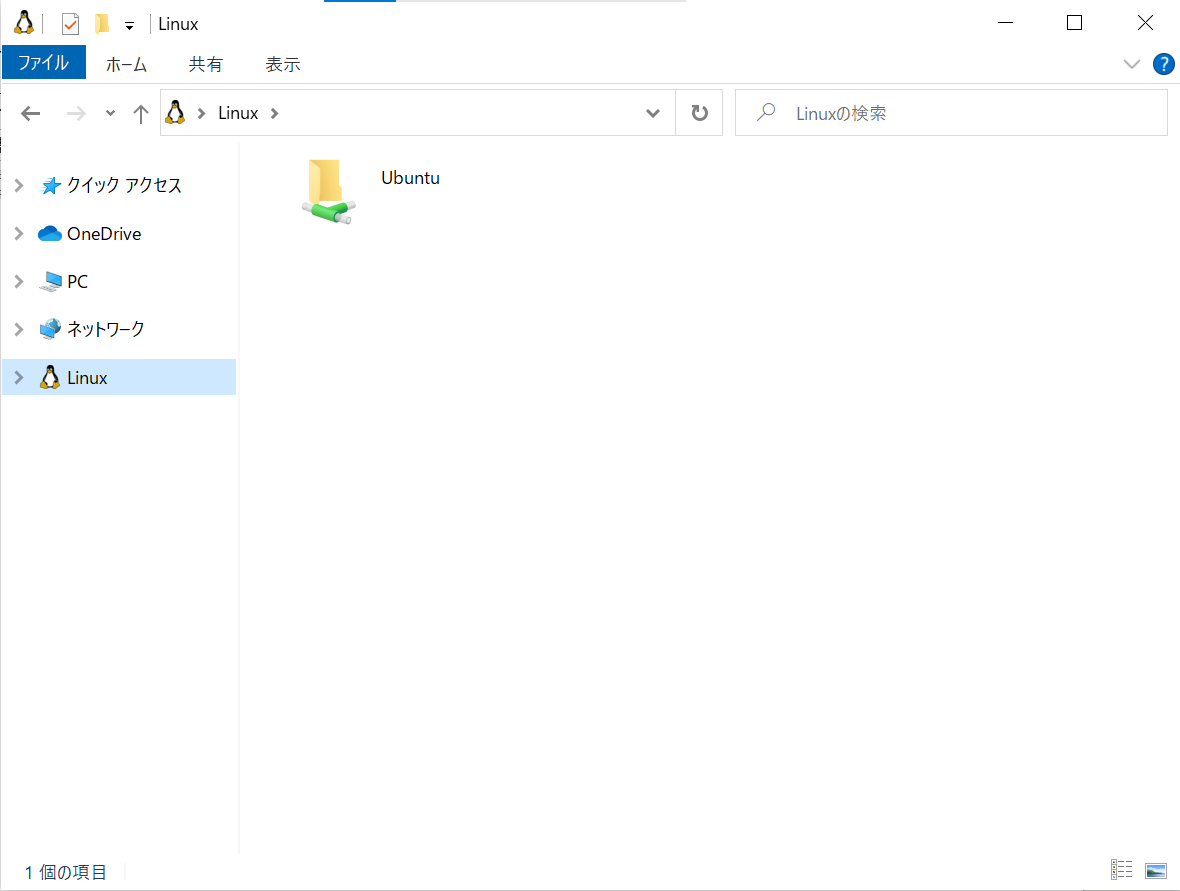 Linux
ファイル
ホーム
共有
表示
?
Linux
Linuxの検索
クイック アクセス
OneDrive
PC
ネットワーク
Linux
Ubuntu
1 個の項目